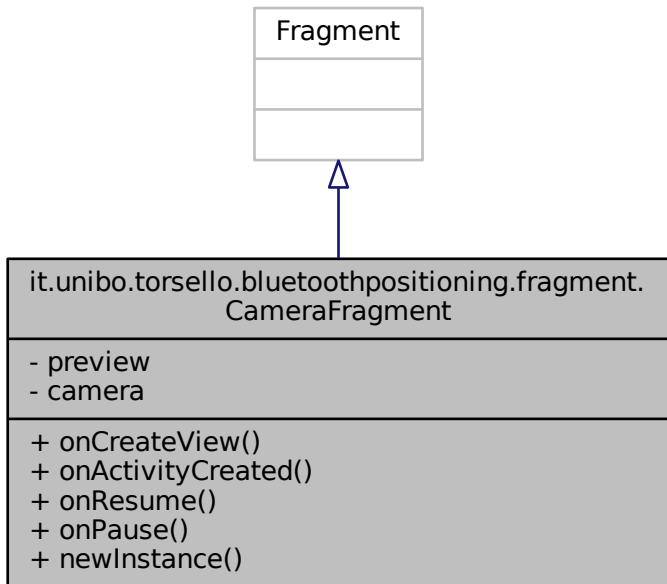 Fragment
it.unibo.torsello.bluetoothpositioning.fragment.
CameraFragment
- preview
- camera
+ onCreateView()
+ onActivityCreated()
+ onResume()
+ onPause()
+ newInstance()